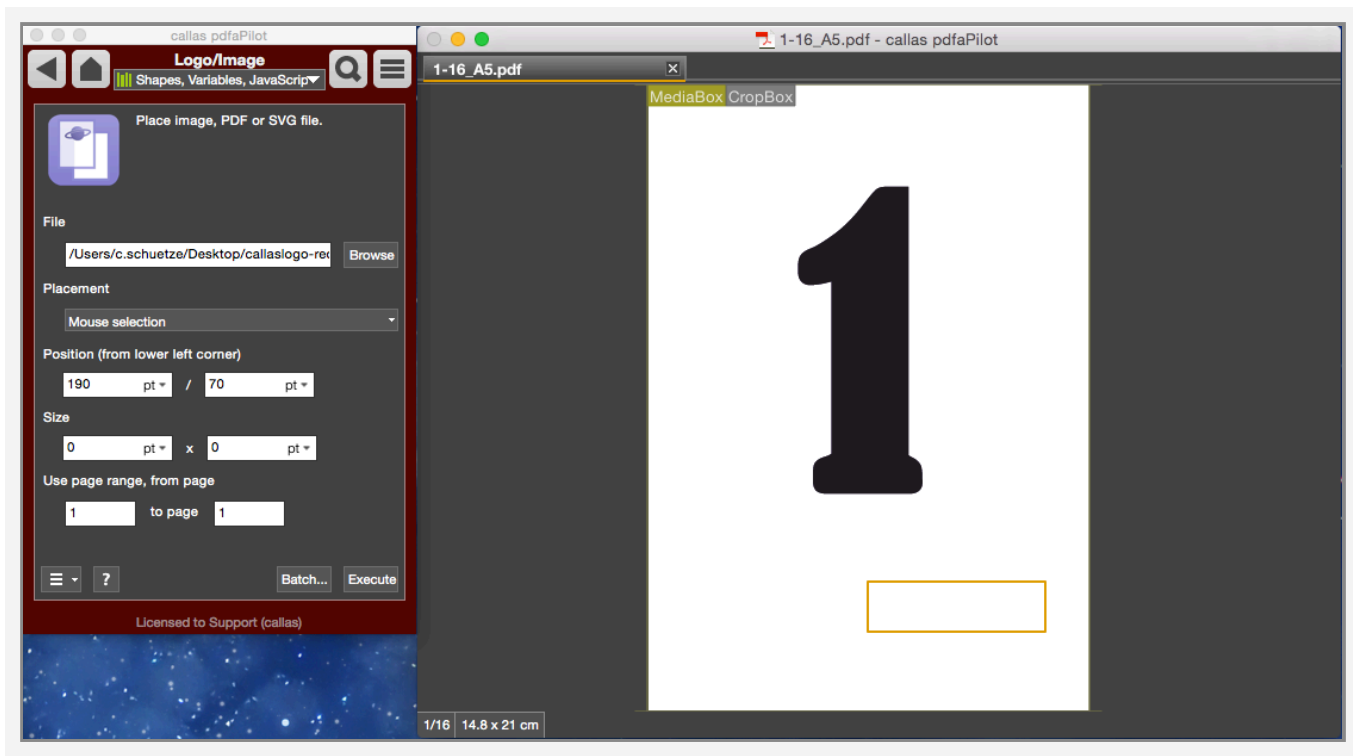 callas pdfaPilot
Logo/Image
Shapes, Variables, JavaScrip
Place image, PDF or SVG file.
File
/Users/c.schuetze/Desktop/callaslogo-rec
Browse
Placement
Mouse selection
Position (from lower left corner)
190 pt / 70 pt
Size
0 pt x 0 pt
Use page range, from page
1 to page 1
? Batch... Execute
Licensed to Support (callas)
1-16_A5.pdf - callas pdfaPilot
1-16_A5.pdf
MediaBox CropBox
1
1/16 14.8 x 21 cm